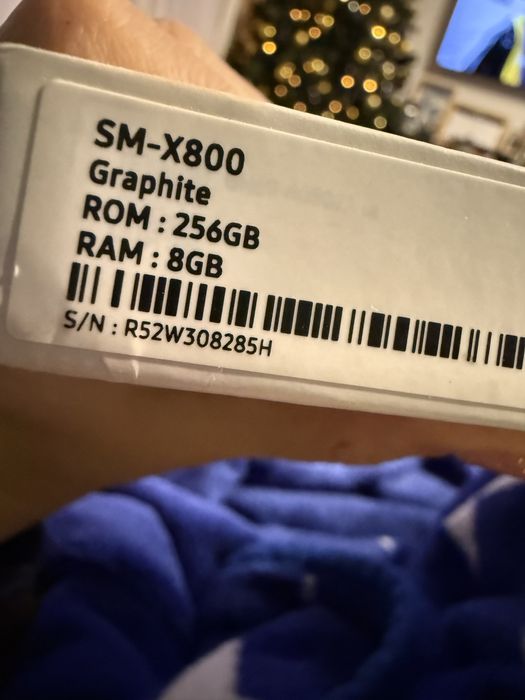 SM-X800
Graphite
ROM : 256GB
RAM : 8GB
S/N : R52W308285H